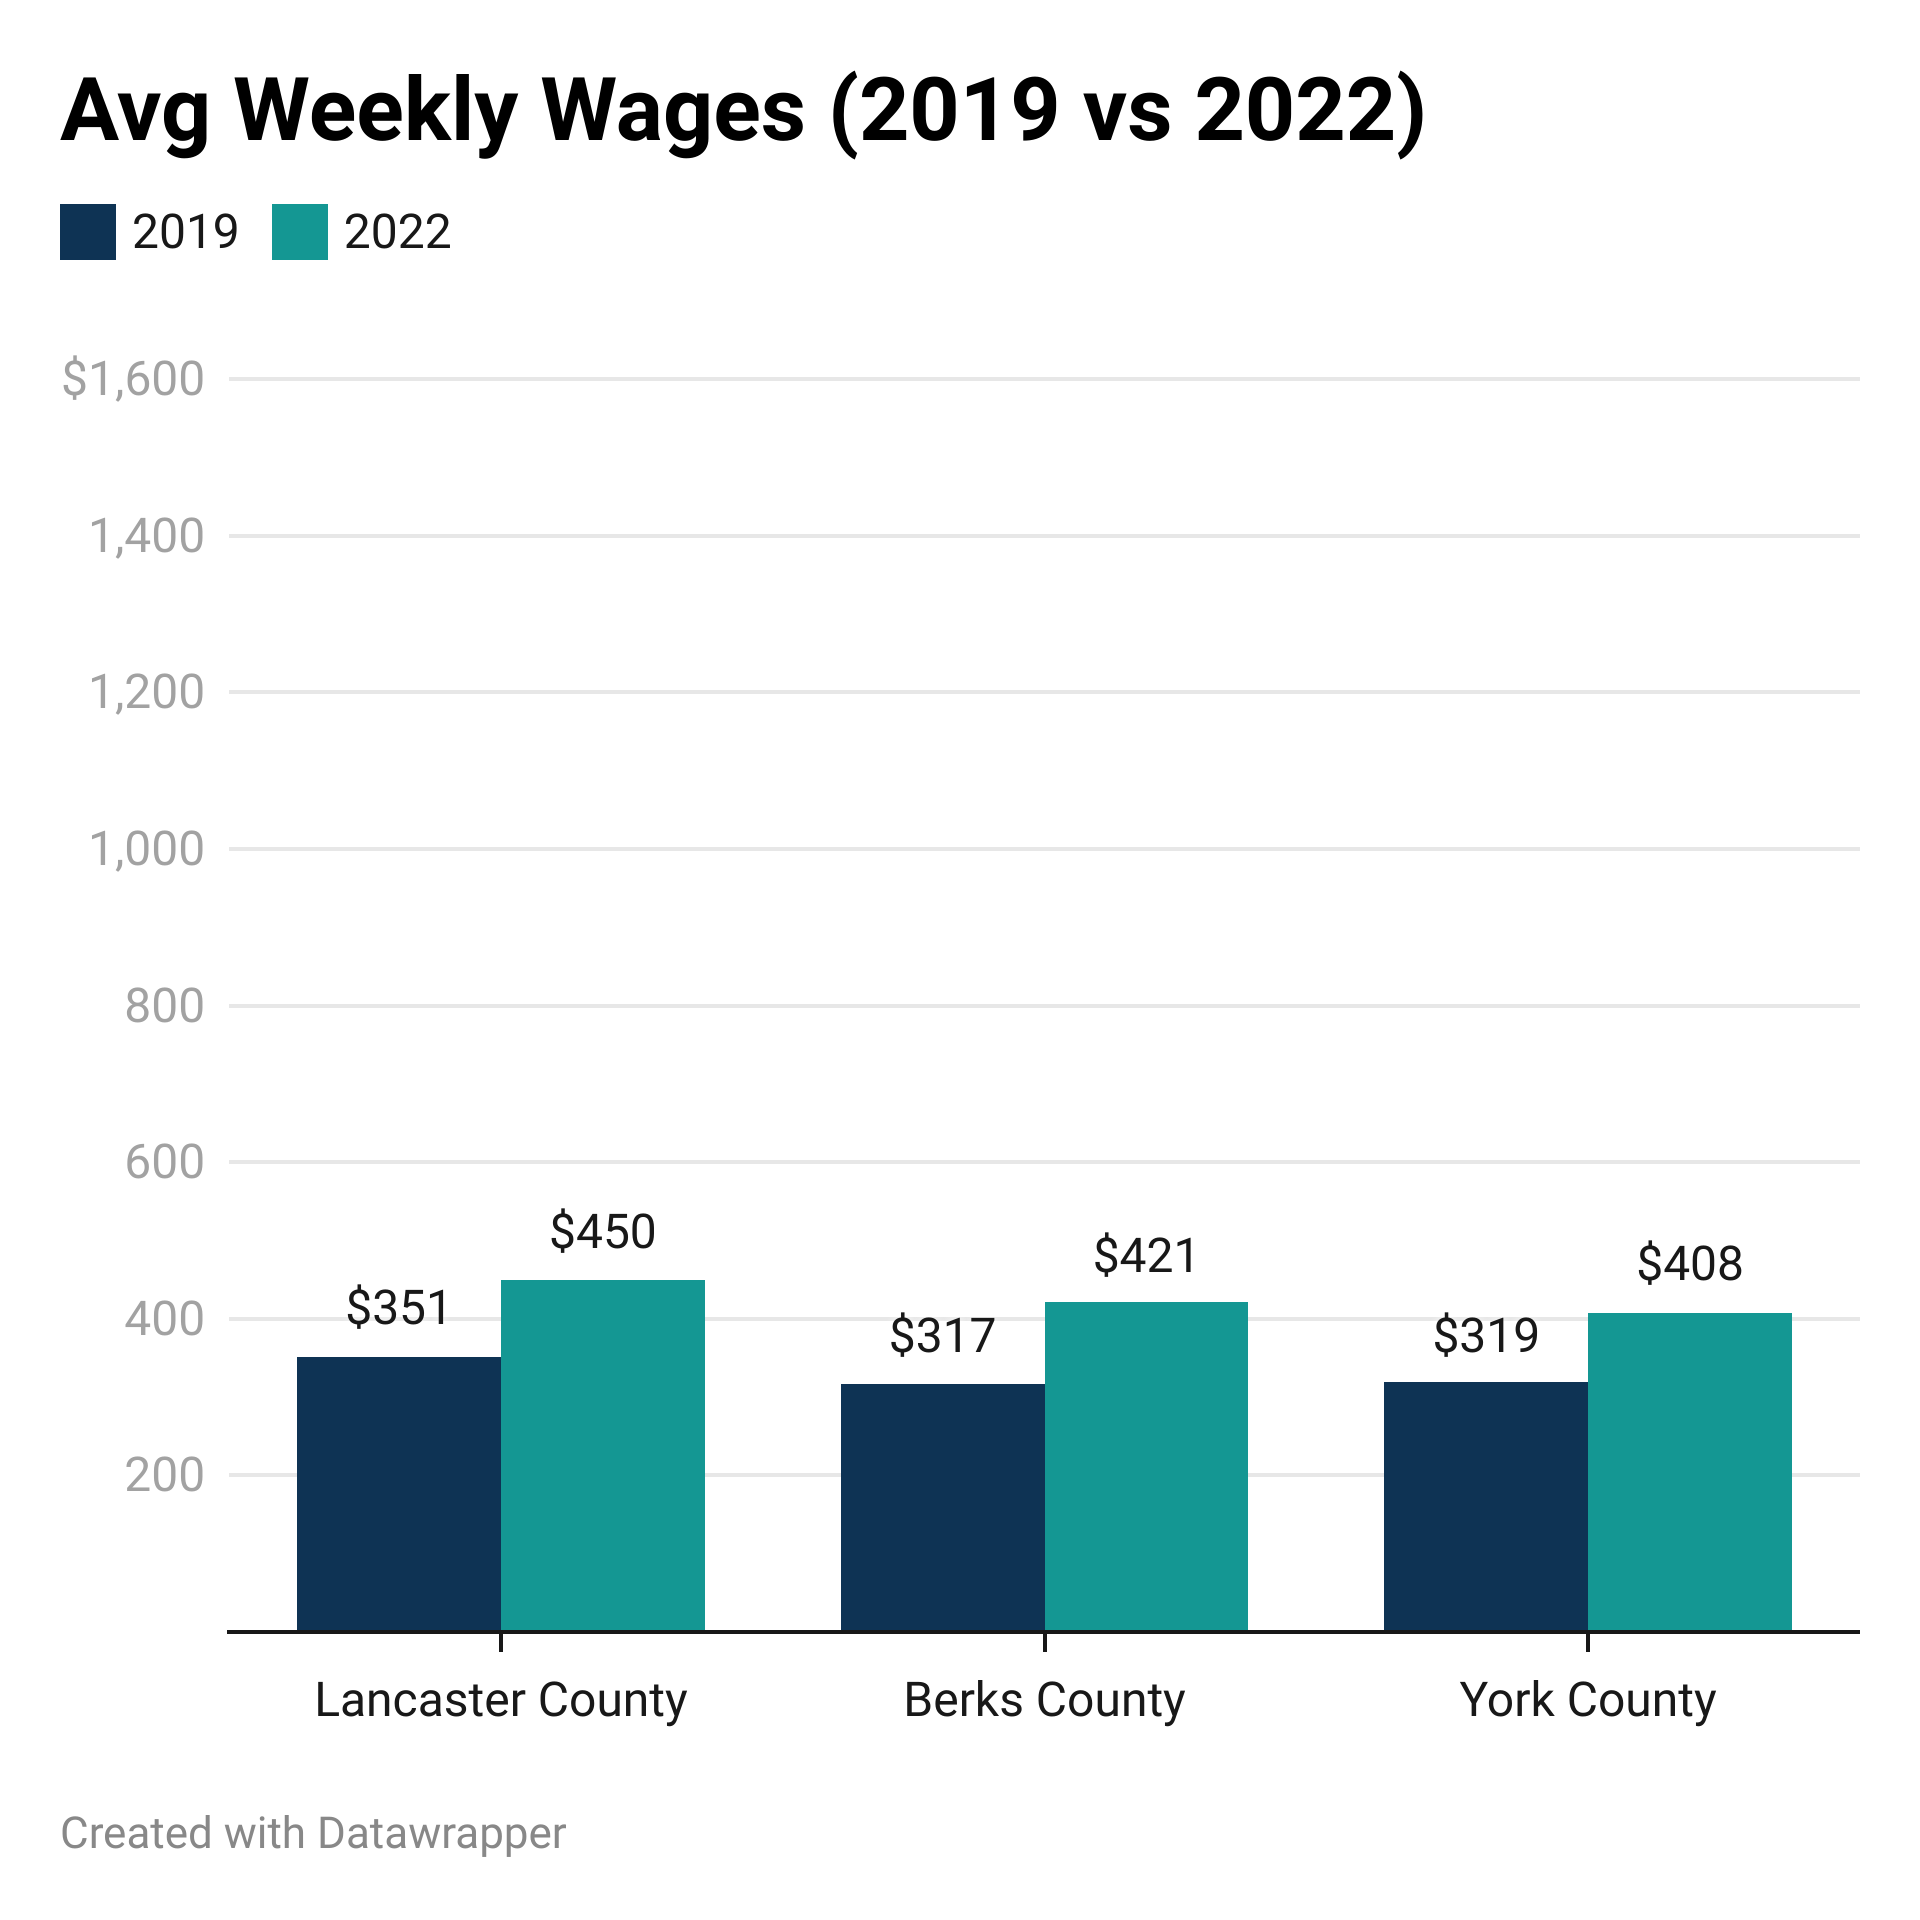 Avg Weekly Wages (2019 vs 2022)
2019 2022
$1,600
1,400
1,200
1,000
800
600
400
200
$351 $450 $317 $421 $319 $408
Lancaster County Berks County York County
Created with Datawrapper